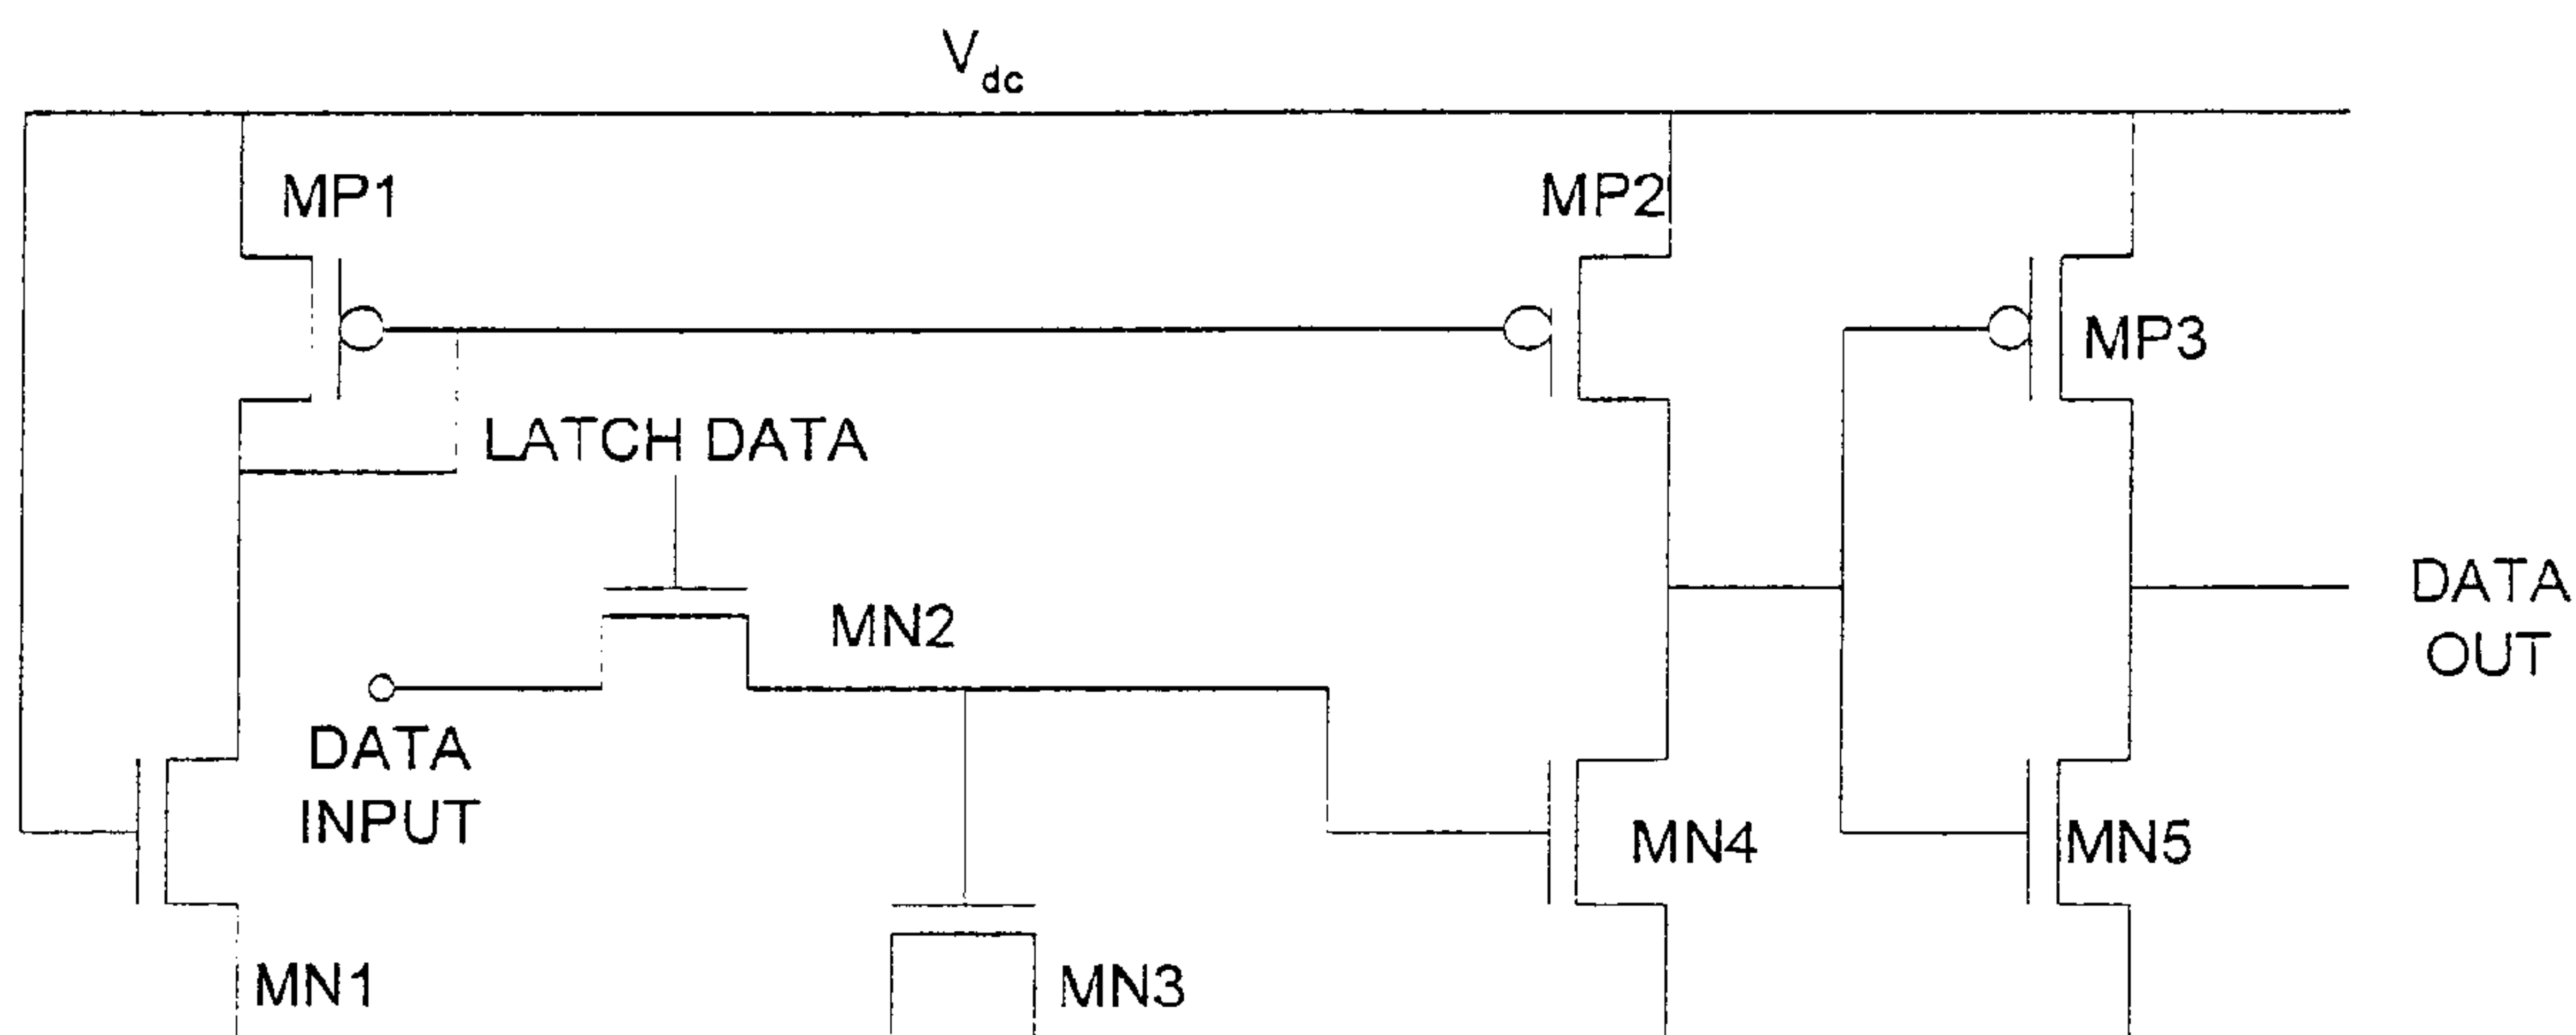 Vdc
MP1
MP2
MP3
LATCH DATA
MN2
DATA
OUT
DATA
INPUT
MN4
MN5
MN1
MN3